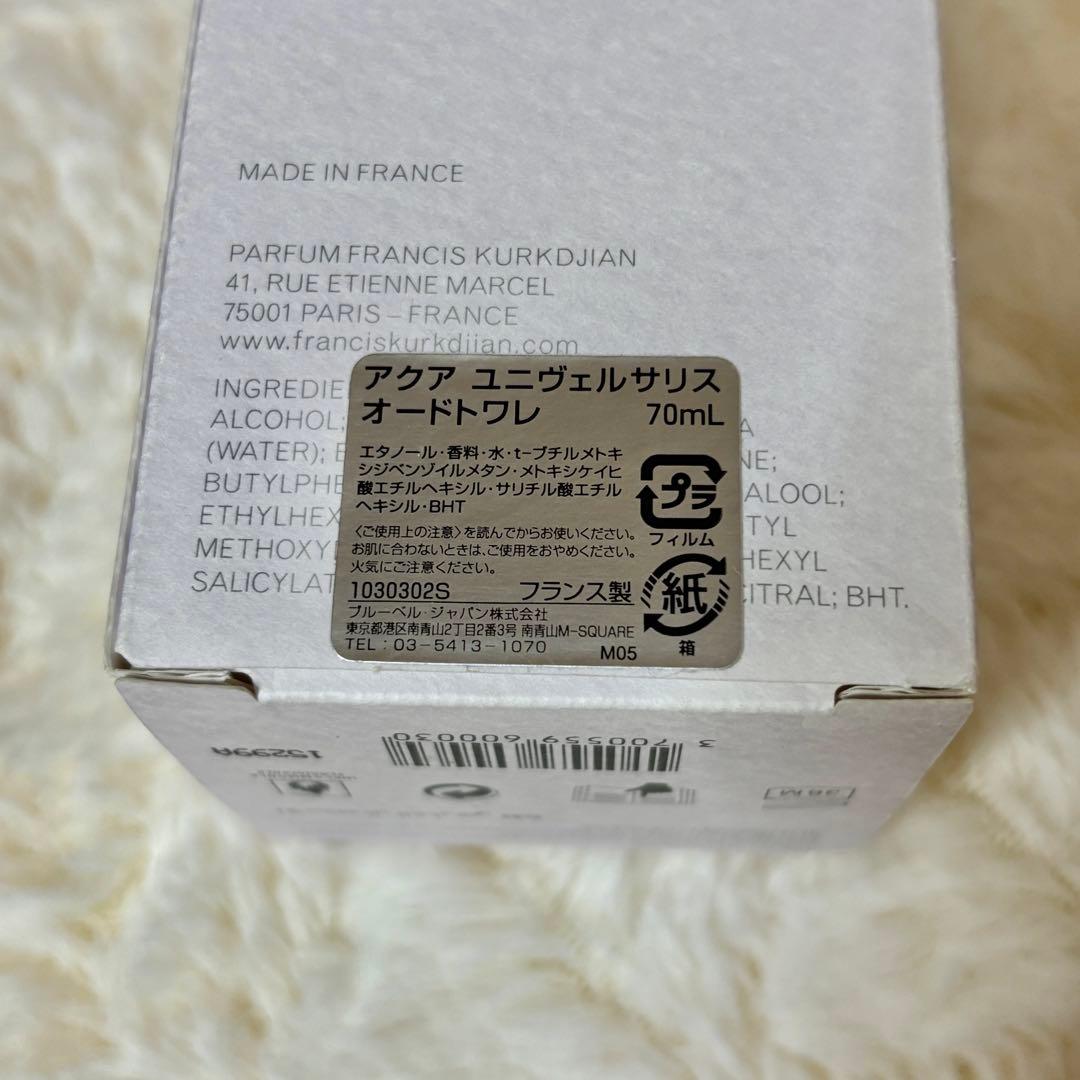 MADE IN FRANCE
PARFUM FRANCIS KURKDJIAN
41, RUE ETIENNE MARCEL
75001 PARIS – FRANCE
www.franciskurkdjian.com
INGREDIE
ALCOHOL;
(WATER);
BUTYLPHE
ETHYLHEX
METHOXY
SALICYLAT
NE;
ALOOL;
TYL
HEXYL
CITRAL; BHT.
アクア ユニヴェルサリス
オードトワレ 70mL
エタノール・香料・水・t-ブチルメトキ
シジベンゾイルメタン・メトキシケイヒ
酸エチルヘキシル・サリチル酸エチル
ヘキシル・BHT
〈ご使用上の注意〉を読んでからお使いください。
お肌に合わないときは、ご使用をおやめください。
火気にご注意ください。
1030302S フランス製
ブルーベル・ジャパン株式会社
東京都港区南青山2丁目2番3号 南青山M-SQUARE
TEL：03-5413-1070 M05
プラ
フィルム
紙
箱
3 700559 600030
15299A
36M